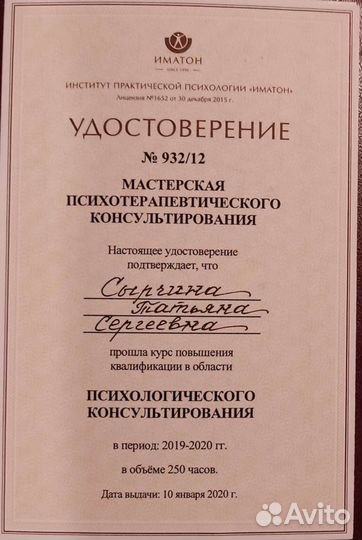 ИМАТОН
SINCE 1990
ИНСТИТУТ ПРАКТИЧЕСКОЙ ПСИХОЛОГИИ «ИМАТОН»
Лицензия №1652 от 30 декабря 2015 г.
УДОСТОВЕРЕНИЕ
№ 932/12
МАСТЕРСКАЯ
ПСИХОТЕРАПЕВТИЧЕСКОГО
КОНСУЛЬТИРОВАНИЯ
Настоящее удостоверение
подтверждает, что
Сырчина
Татьяна
Сергеевна
прошла курс повышения
квалификации в области
ПСИХОЛОГИЧЕСКОГО
КОНСУЛЬТИРОВАНИЯ
в период: 2019-2020 гг.
в объёме 250 часов.
Дата выдачи: 10 января 2020 г.
Avito